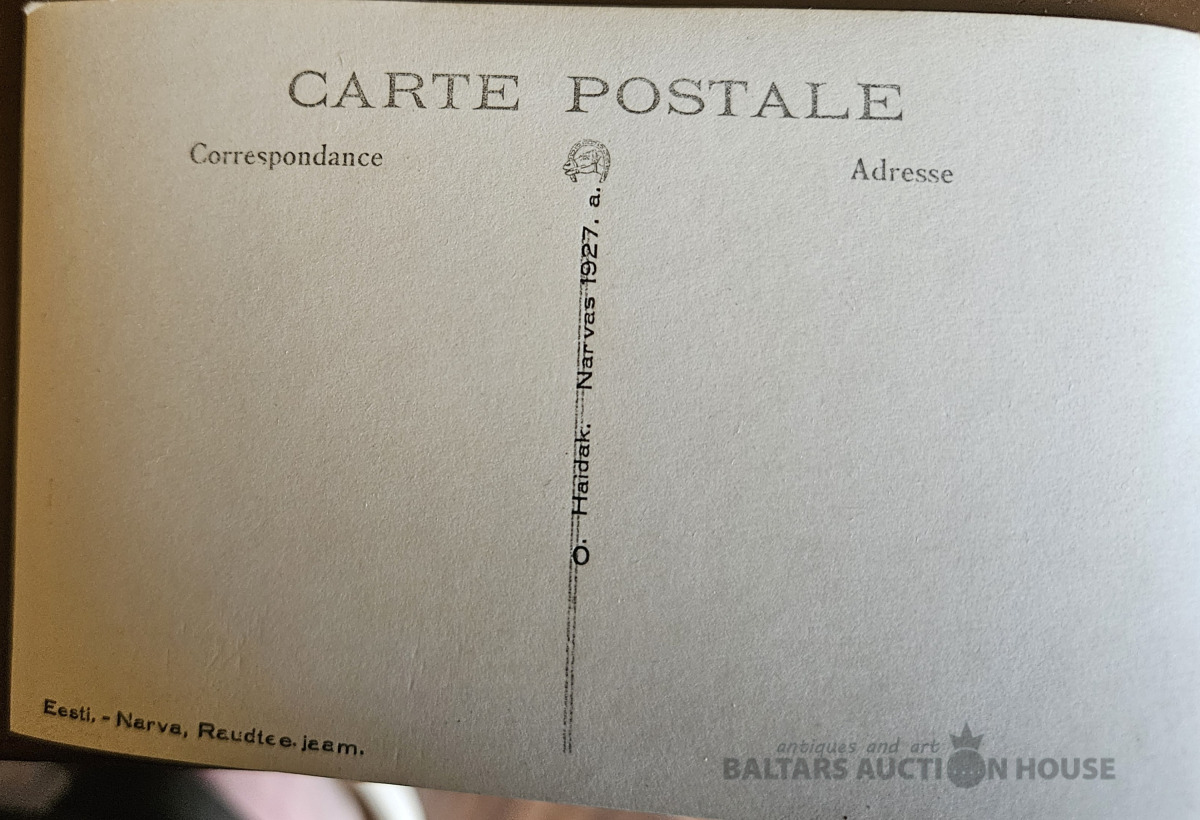 CARTE POSTALE
Correspondance
Adresse
O. Haidak. Narvas 1927. a.
Eesti. - Narva, Raudtee-jaam.
antiques and art
BALTARS AUCTION HOUSE